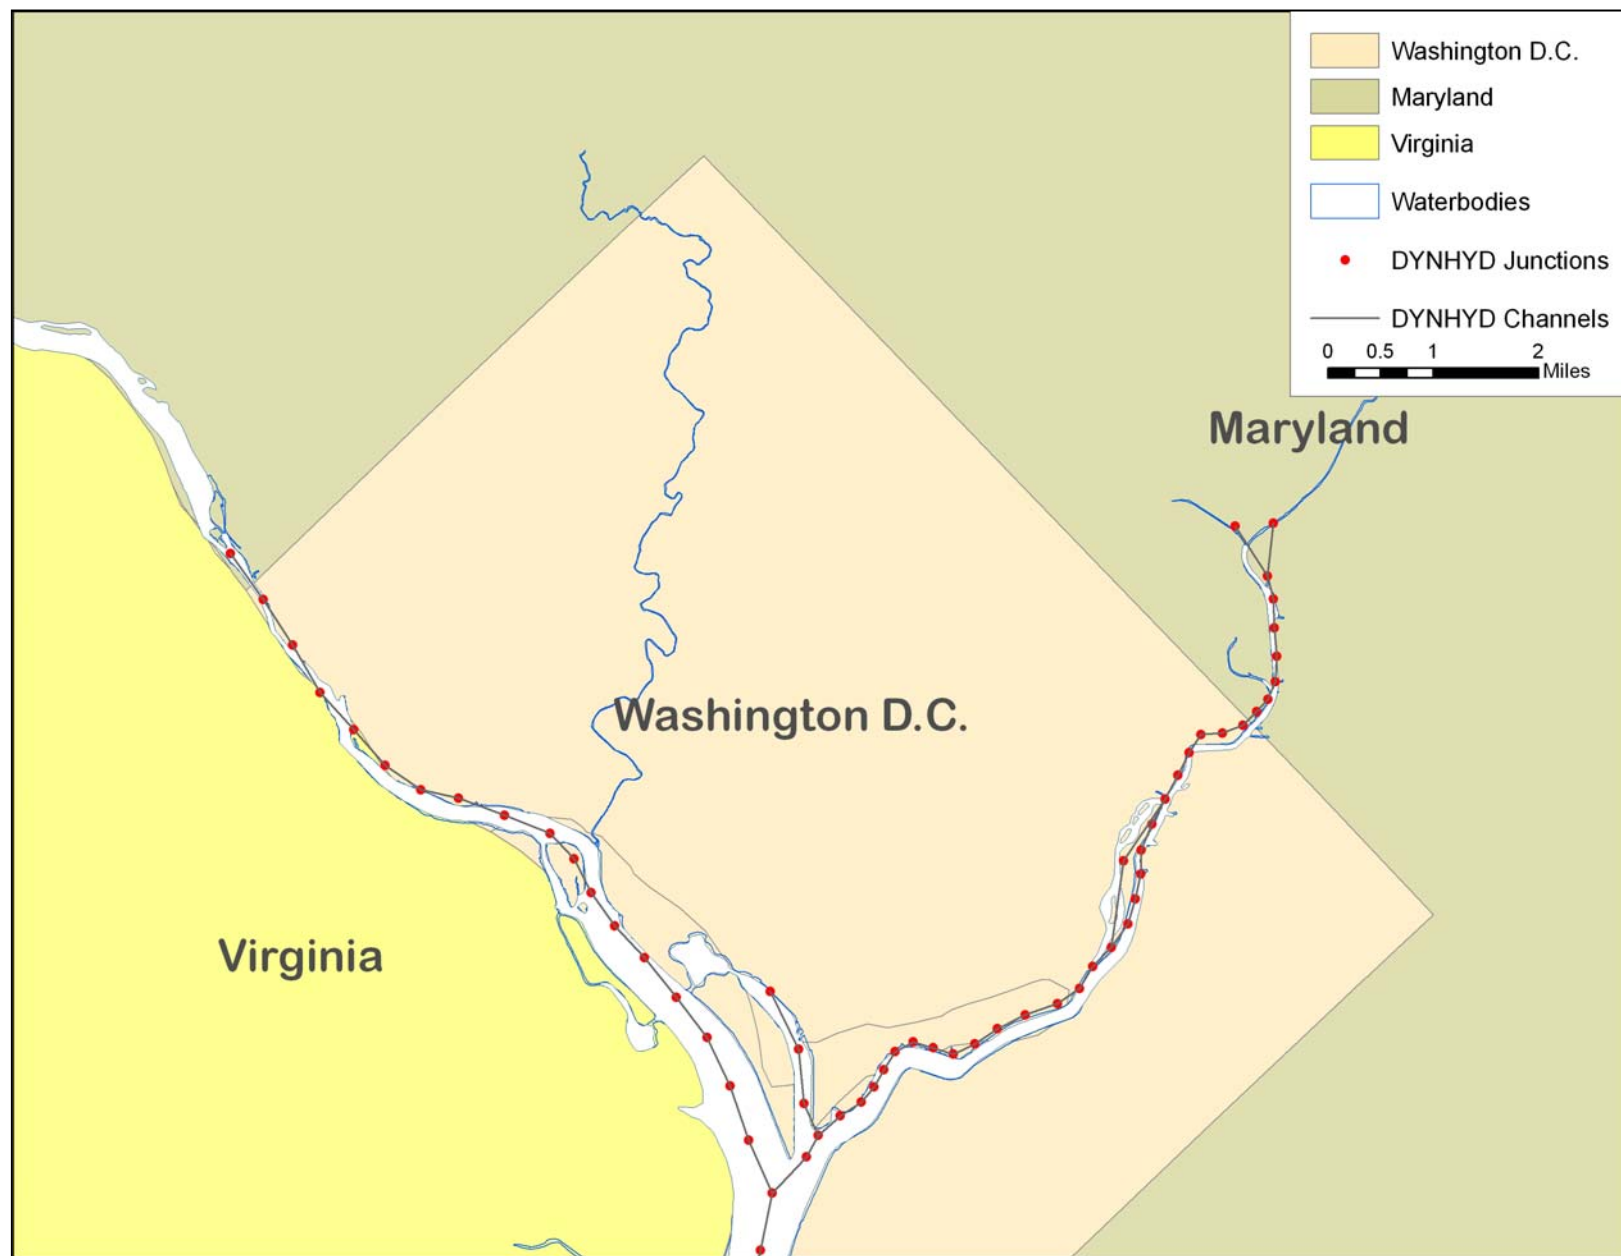 Washington D.C.
Maryland
Virginia
Waterbodies
DYNHYD Junctions
DYNHYD Channels
0 0.5 1 2
Miles
Maryland
Washington D.C.
Virginia